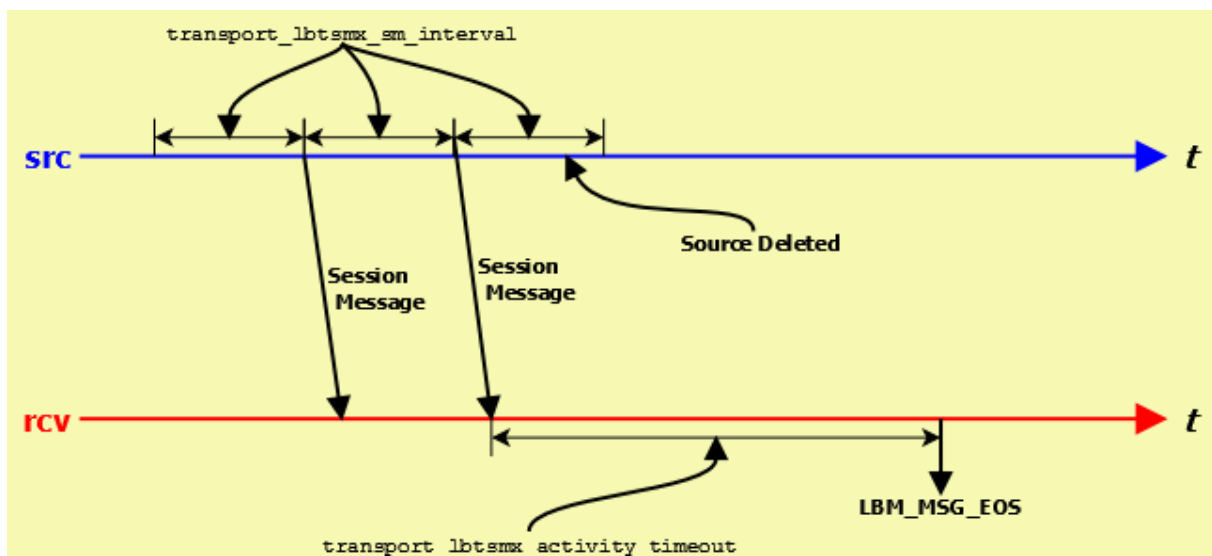 transport_lbtsmx_sm_interval
src
t
Source Deleted
Session
Message
Session
Message
rcv
t
LBM_MSG_EOS
transport_lbtsmx_activity_timeout